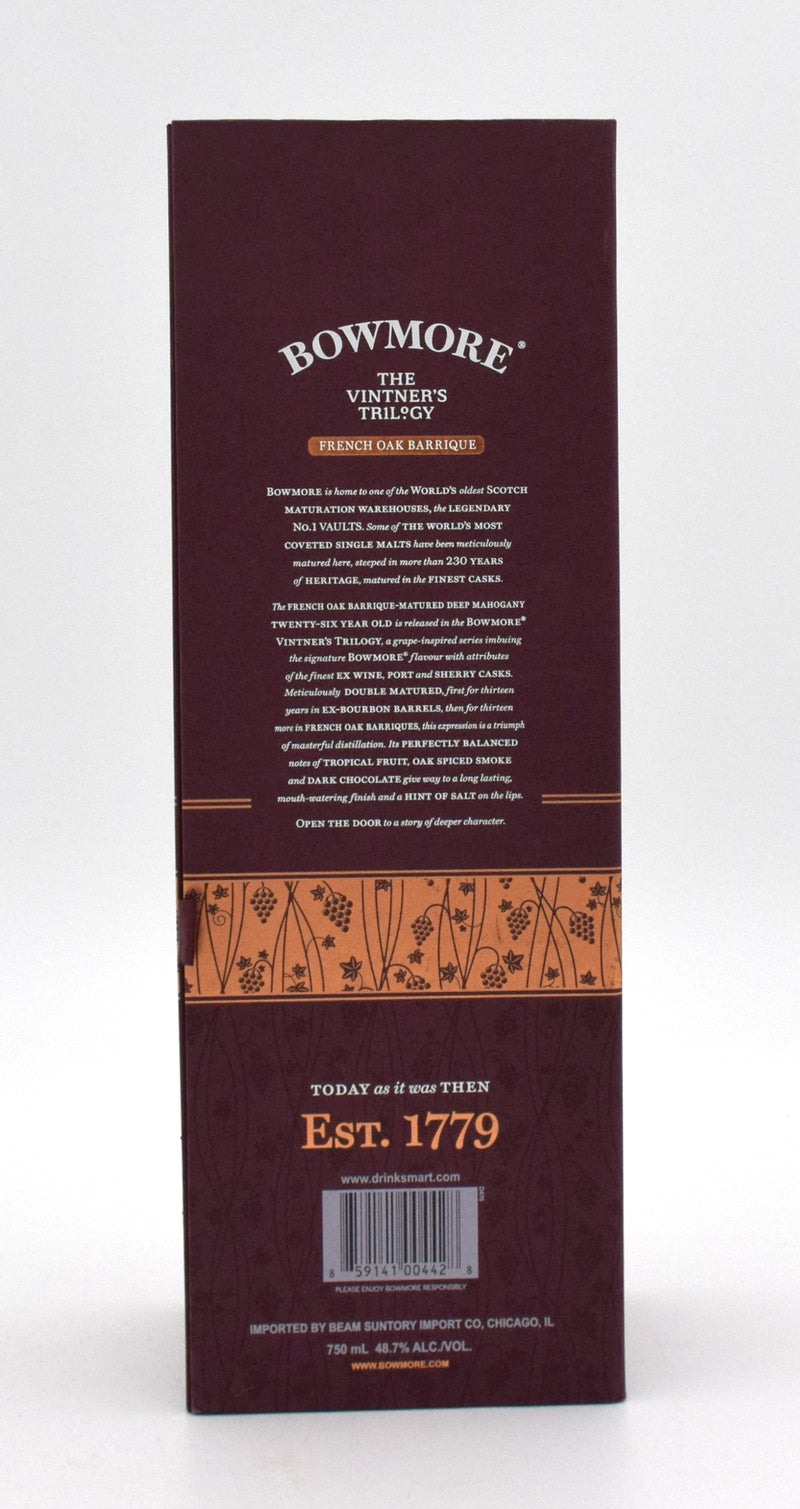 BOWMORE®
THE
VINTNER'S
TRILOGY
FRENCH OAK BARRIQUE
BOWMORE is home to one of the WORLD'S oldest SCOTCH
MATURATION WAREHOUSES, the LEGENDARY
No.1 VAULTS. Some of THE WORLD'S MOST
COVETED SINGLE MALTS have been meticulously
matured here, steeped in more than 230 YEARS
of HERITAGE, matured in the FINEST CASKS.
The FRENCH OAK BARRIQUE-MATURED DEEP MAHOGANY
TWENTY-SIX YEAR OLD is released in the BOWMORE®
VINTNER'S TRILOGY, a grape-inspired series imbuing
the signature BOWMORE® flavour with attributes
of the finest EX WINE, PORT and SHERRY CASKS.
Meticulously DOUBLE MATURED, first for thirteen
years in EX-BOURBON BARRELS, then for thirteen
more in FRENCH OAK BARRIQUES, this expression is a triumph
of masterful distillation. Its PERFECTLY BALANCED
notes of TROPICAL FRUIT, OAK SPICED SMOKE
and DARK CHOCOLATE give way to a long lasting,
mouth-watering finish and a HINT OF SALT on the lips.
OPEN THE DOOR to a story of deeper character.
TODAY as it was THEN
EST. 1779
www.drinksmart.com
8 59141 00442 8
PLEASE ENJOY BOWMORE RESPONSIBLY
IMPORTED BY BEAM SUNTORY IMPORT CO, CHICAGO, IL
750 mL 48.7% ALC./VOL.
WWW.BOWMORE.COM